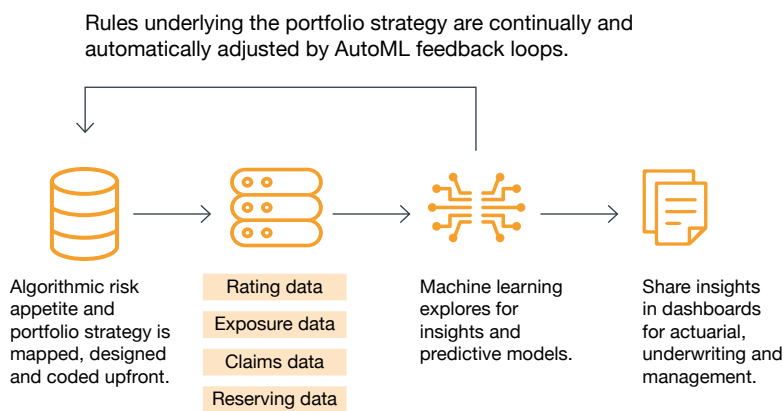 Rules underlying the portfolio strategy are continually and
automatically adjusted by AutoML feedback loops.
Algorithmic risk
appetite and
portfolio strategy is
mapped, designed
and coded upfront.
Rating data
Exposure data
Claims data
Reserving data
Machine learning
explores for
insights and
predictive models.
Share insights
in dashboards
for actuarial,
underwriting and
management.